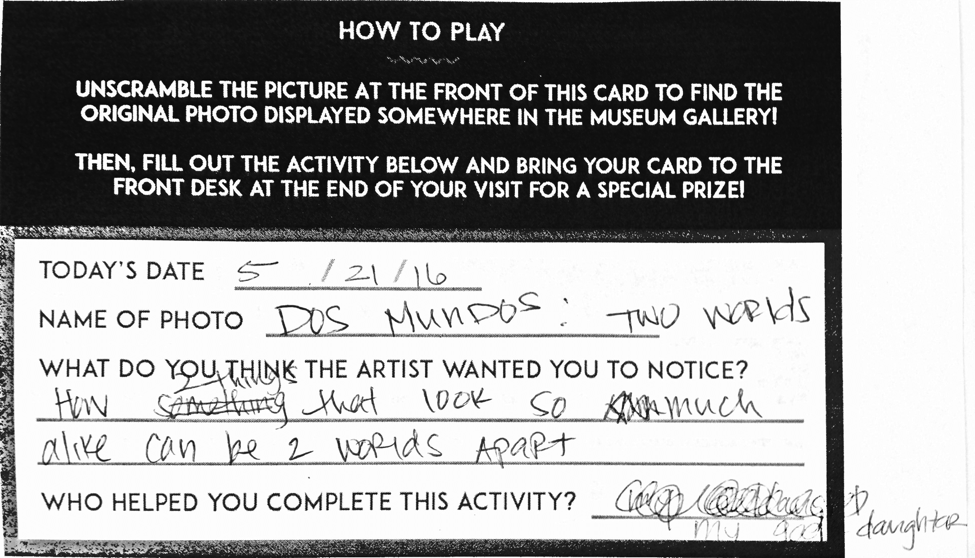 HOW TO PLAY
UNSCRAMBLE THE PICTURE AT THE FRONT OF THIS CARD TO FIND THE
ORIGINAL PHOTO DISPLAYED SOMEWHERE IN THE MUSEUM GALLERY!
THEN, FILL OUT THE ACTIVITY BELOW AND BRING YOUR CARD TO THE
FRONT DESK AT THE END OF YOUR VISIT FOR A SPECIAL PRIZE!
TODAY'S DATE 5/21/16
NAME OF PHOTO DOS MUNDOS: TWO WORLDS
WHAT DO YOU THINK THE ARTIST WANTED YOU TO NOTICE?
2 things
How something that look so much
alike can be 2 worlds apart
WHO HELPED YOU COMPLETE THIS ACTIVITY?
my god daughter